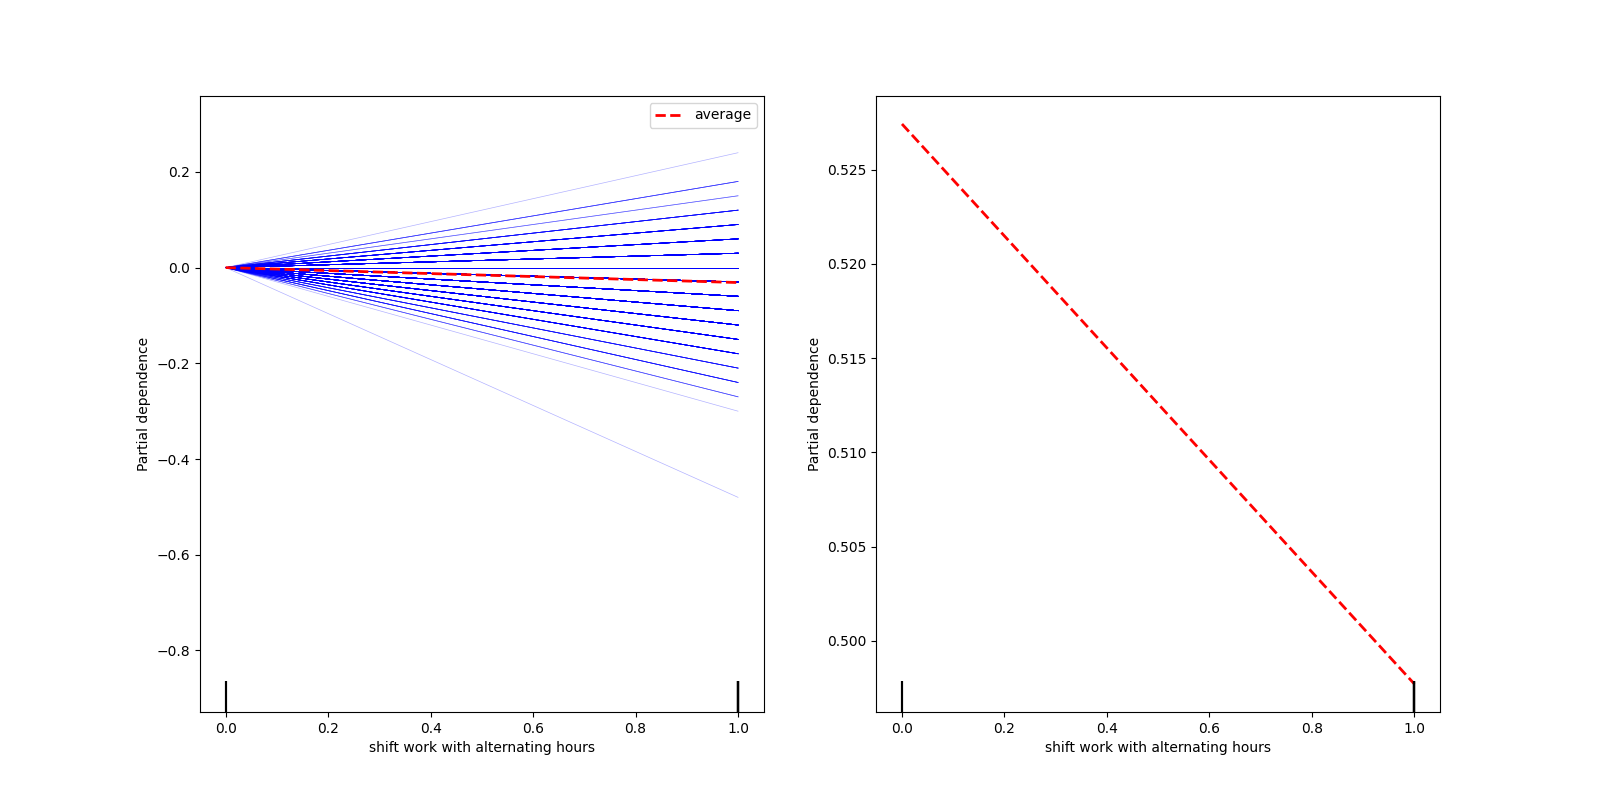 average
0.2
0.0
−0.2
−0.4
−0.6
−0.8
Partial dependence
0.0 0.2 0.4 0.6 0.8 1.0
shift work with alternating hours
0.525
0.520
0.515
0.510
0.505
0.500
Partial dependence
0.0 0.2 0.4 0.6 0.8 1.0
shift work with alternating hours